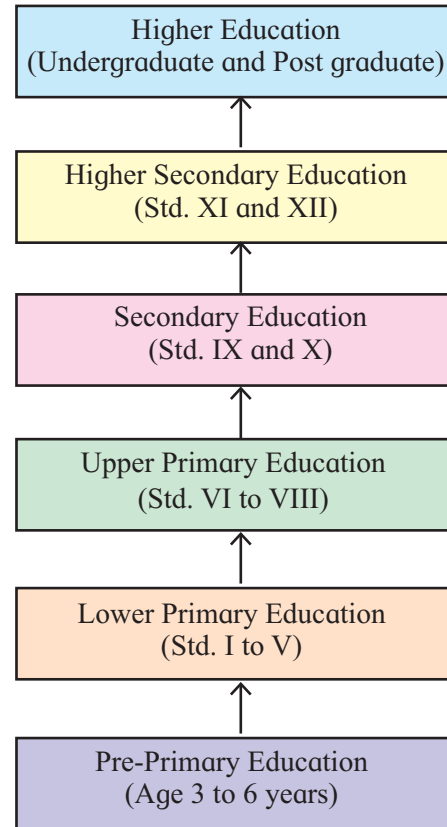 Higher Education
(Undergraduate and Post graduate)
Higher Secondary Education
(Std. XI and XII)
Secondary Education
(Std. IX and X)
Upper Primary Education
(Std. VI to VIII)
Lower Primary Education
(Std. I to V)
Pre-Primary Education
(Age 3 to 6 years)